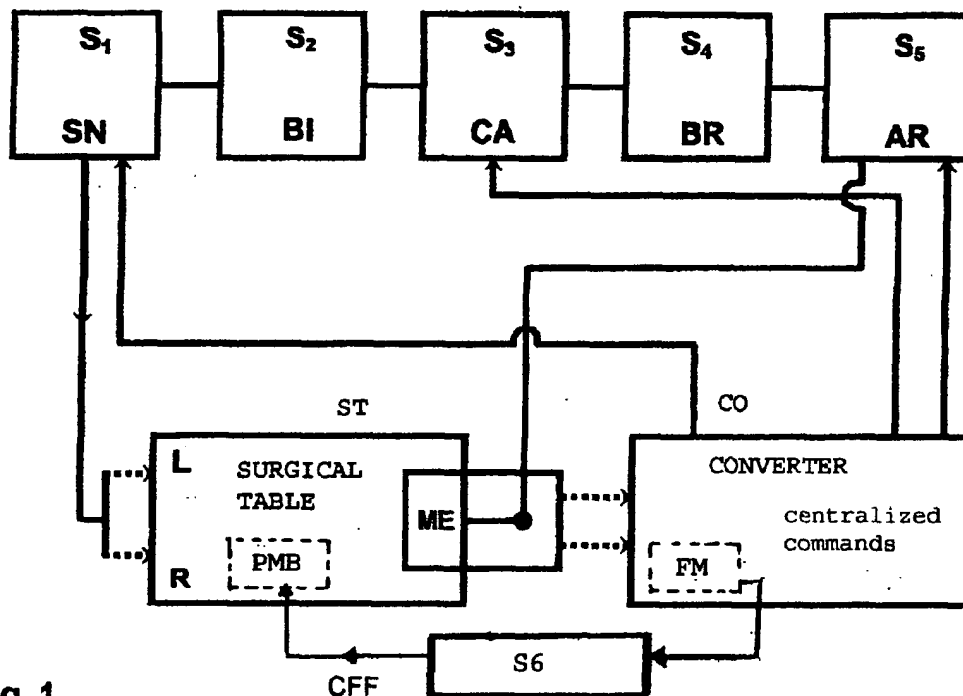 S₁ S₂ S₃ S₄ S₅
SN BI CA BR AR
ST CO
L SURGICAL TABLE
ME
CONVERTER
centralized
commands
R PMB
FM
S6
CFF